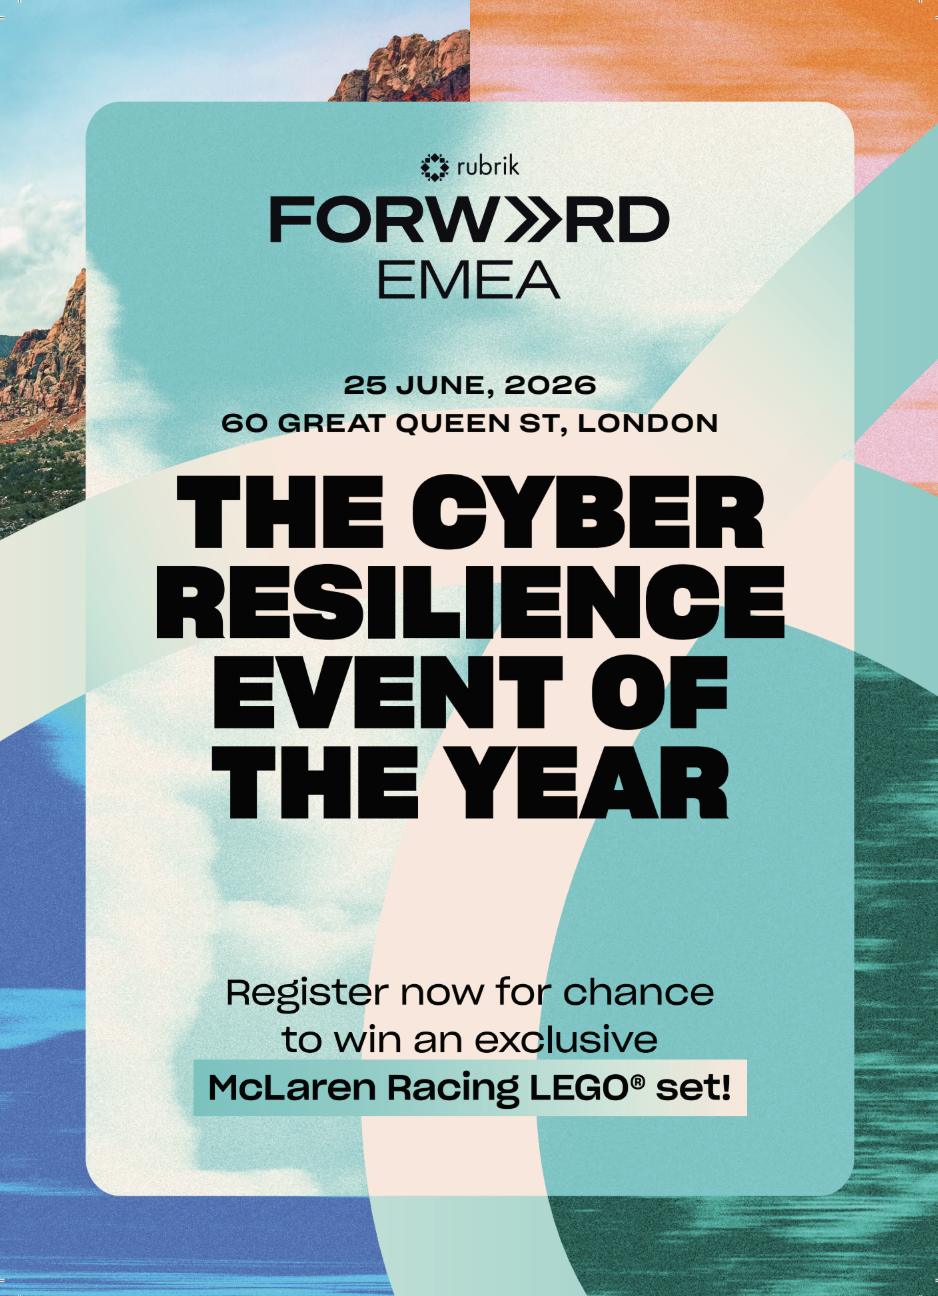 rubrik
FORW»RD
EMEA
25 JUNE, 2026
60 GREAT QUEEN ST, LONDON
THE CYBER
RESILIENCE
EVENT OF
THE YEAR
Register now for chance
to win an exclusive
McLaren Racing LEGO® set!